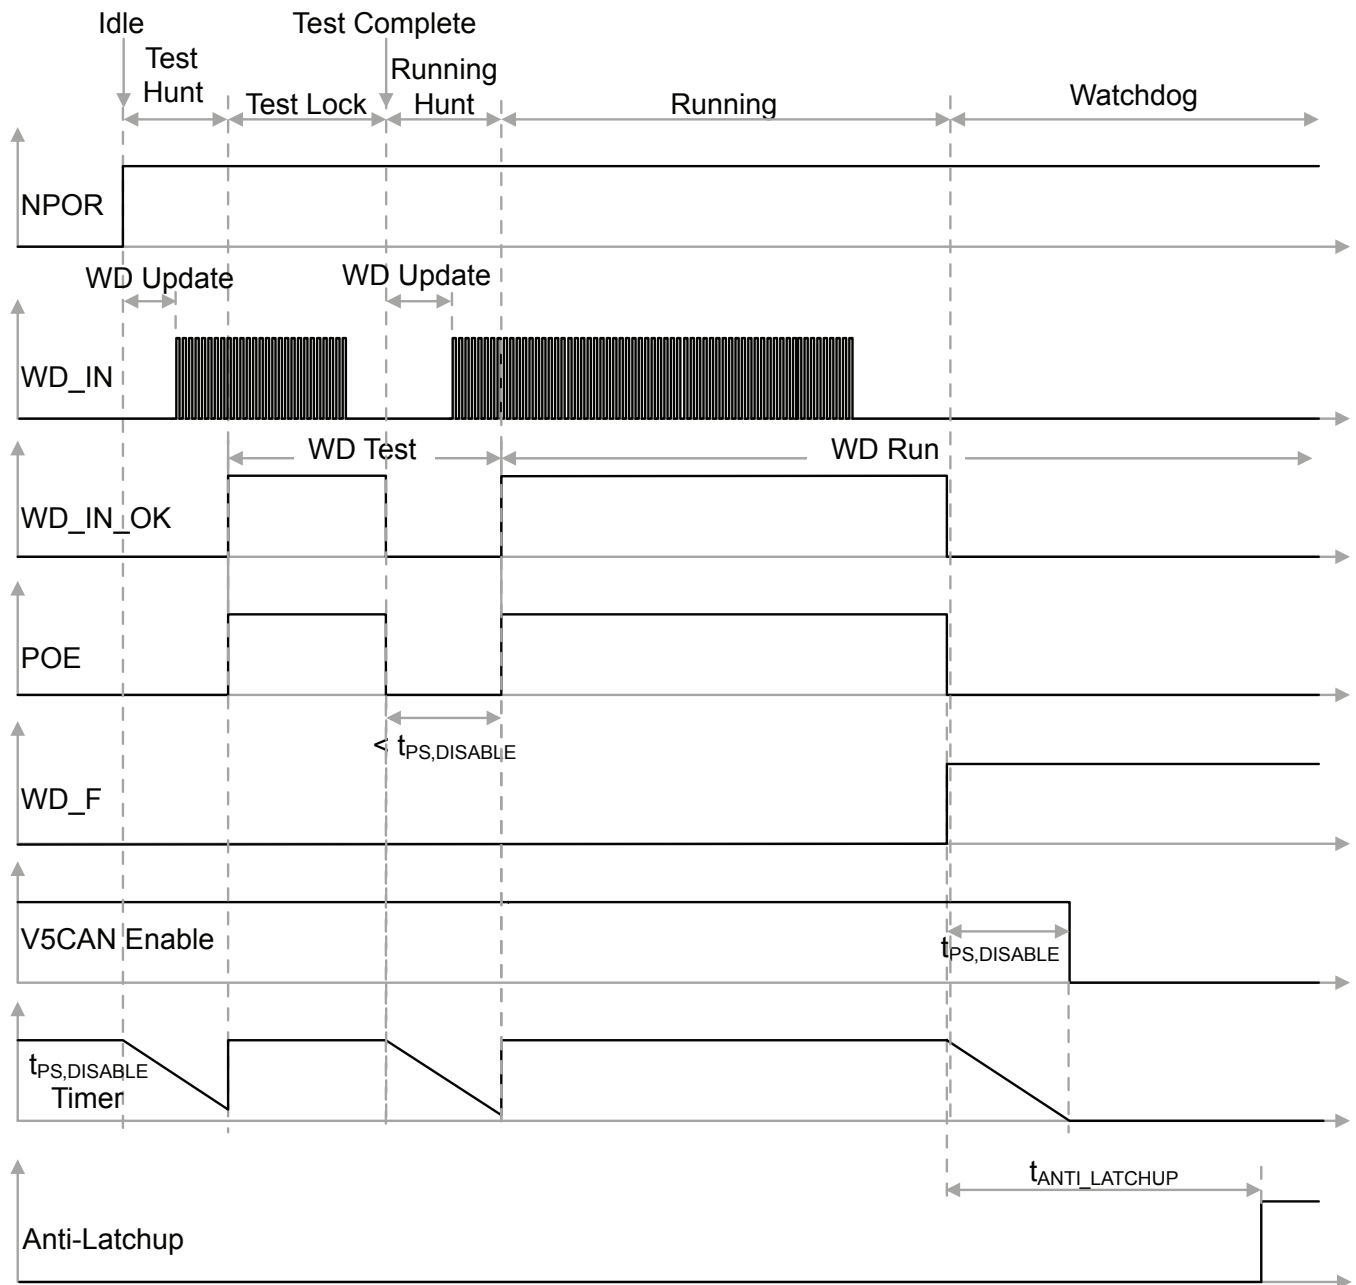 Idle
Test Complete
Test
Hunt
Test Lock
Running
Hunt
Running
Watchdog
NPOR
WD Update
WD Update
WD_IN
WD Test
WD Run
WD_IN_OK
POE
< tPS,DISABLE
WD_F
V5CAN Enable
tPS,DISABLE
tPS,DISABLE
Timer
tANTI_LATCHUP
Anti-Latchup